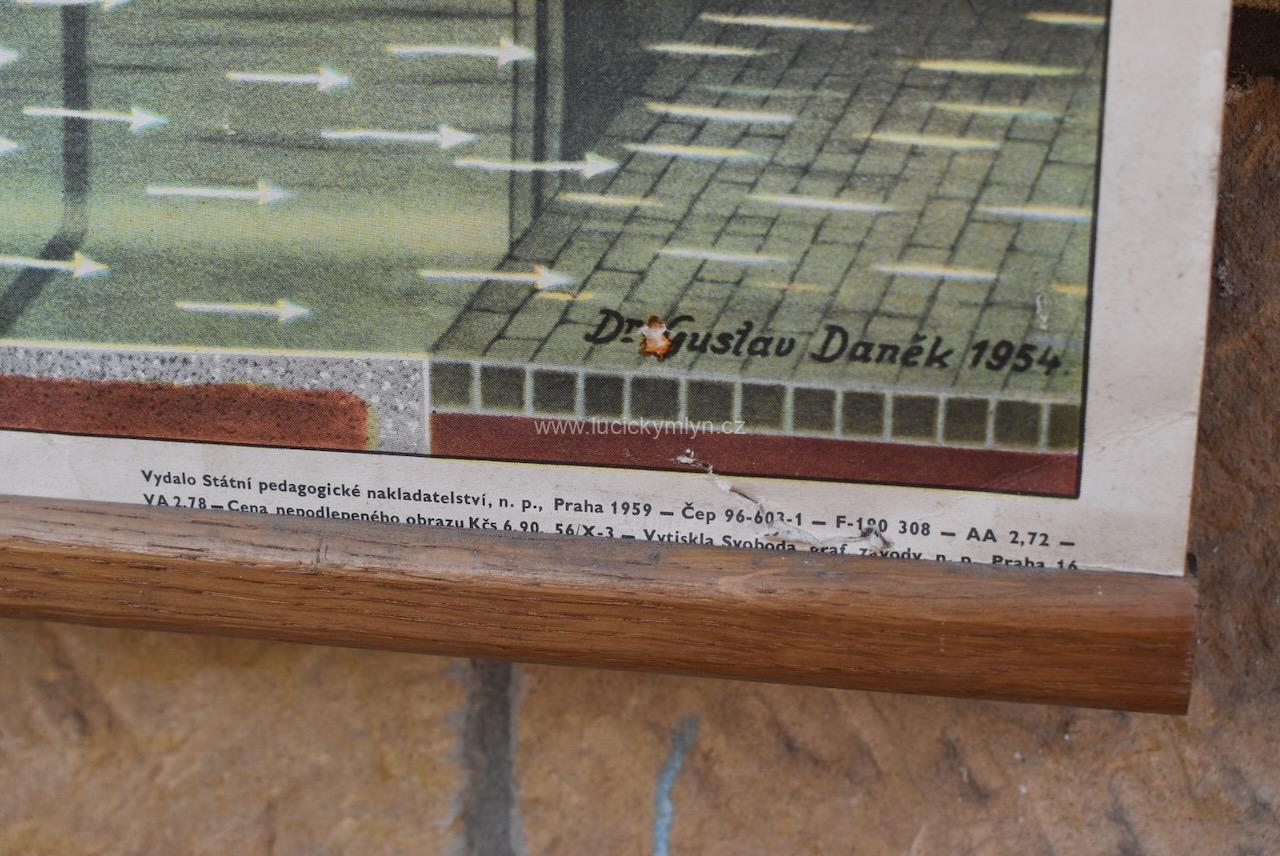 Dr. Gustav Daněk 1954.
www.lucickymlyn.cz
Vydalo Státní pedagogické nakladatelství, n. p., Praha 1959 — Čep 96-603-1 — F-190 308 — AA 2,72 —
VA 2.78 — Cena nepodlepeného obrazu Kčs 6,90. 56/X-3 — Vytiskla Svoboda, graf. závody, n. p., Praha 16